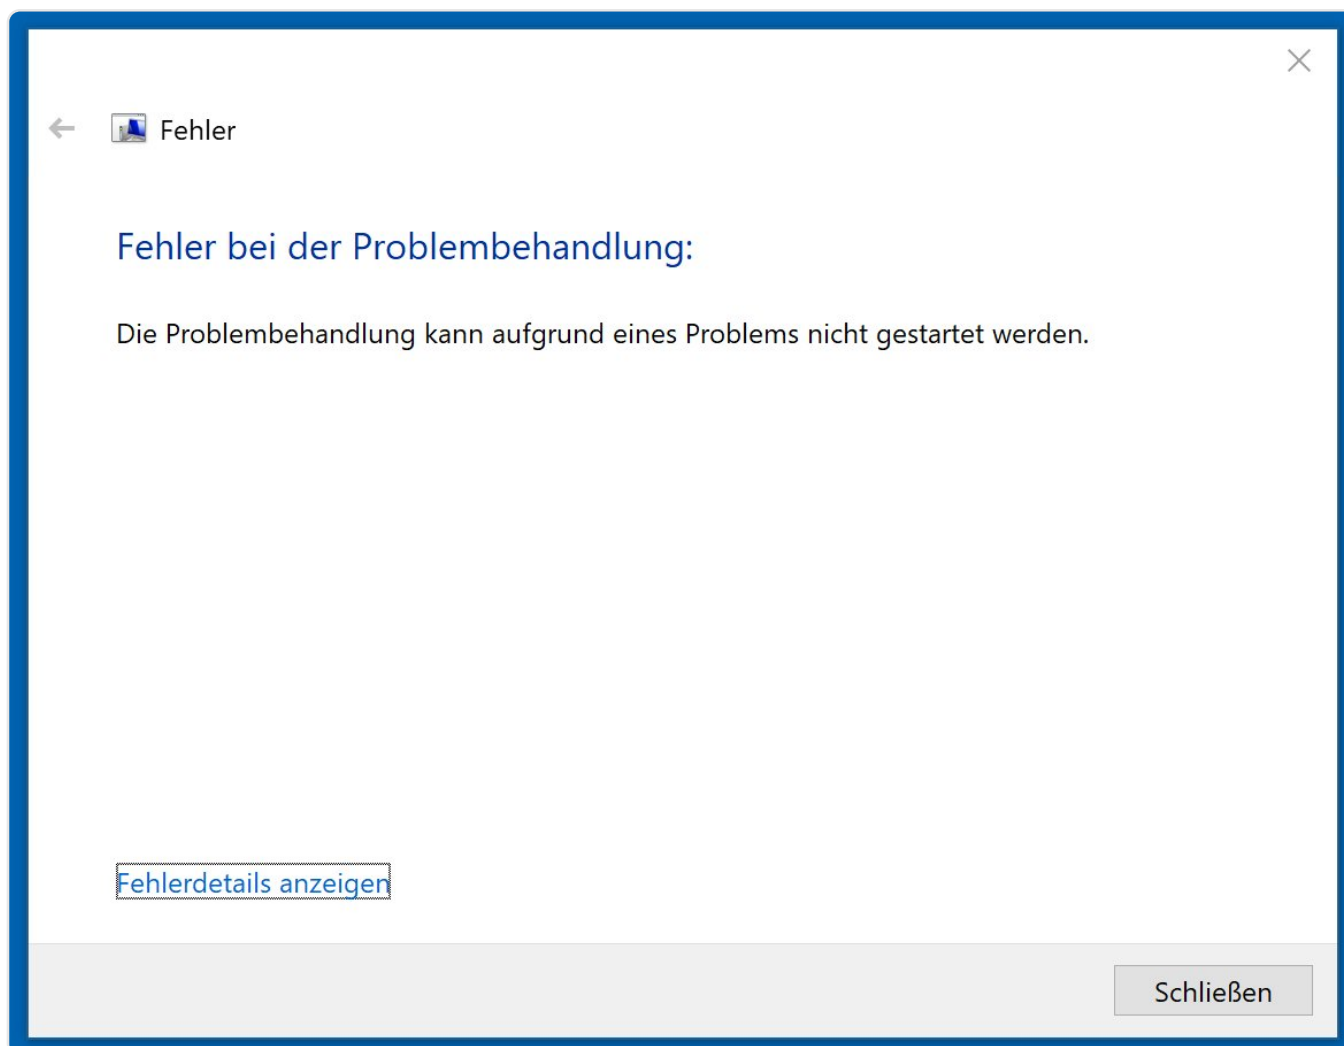 Fehler
Fehler bei der Problembehandlung:
Die Problembehandlung kann aufgrund eines Problems nicht gestartet werden.
Fehlerdetails anzeigen
Schließen